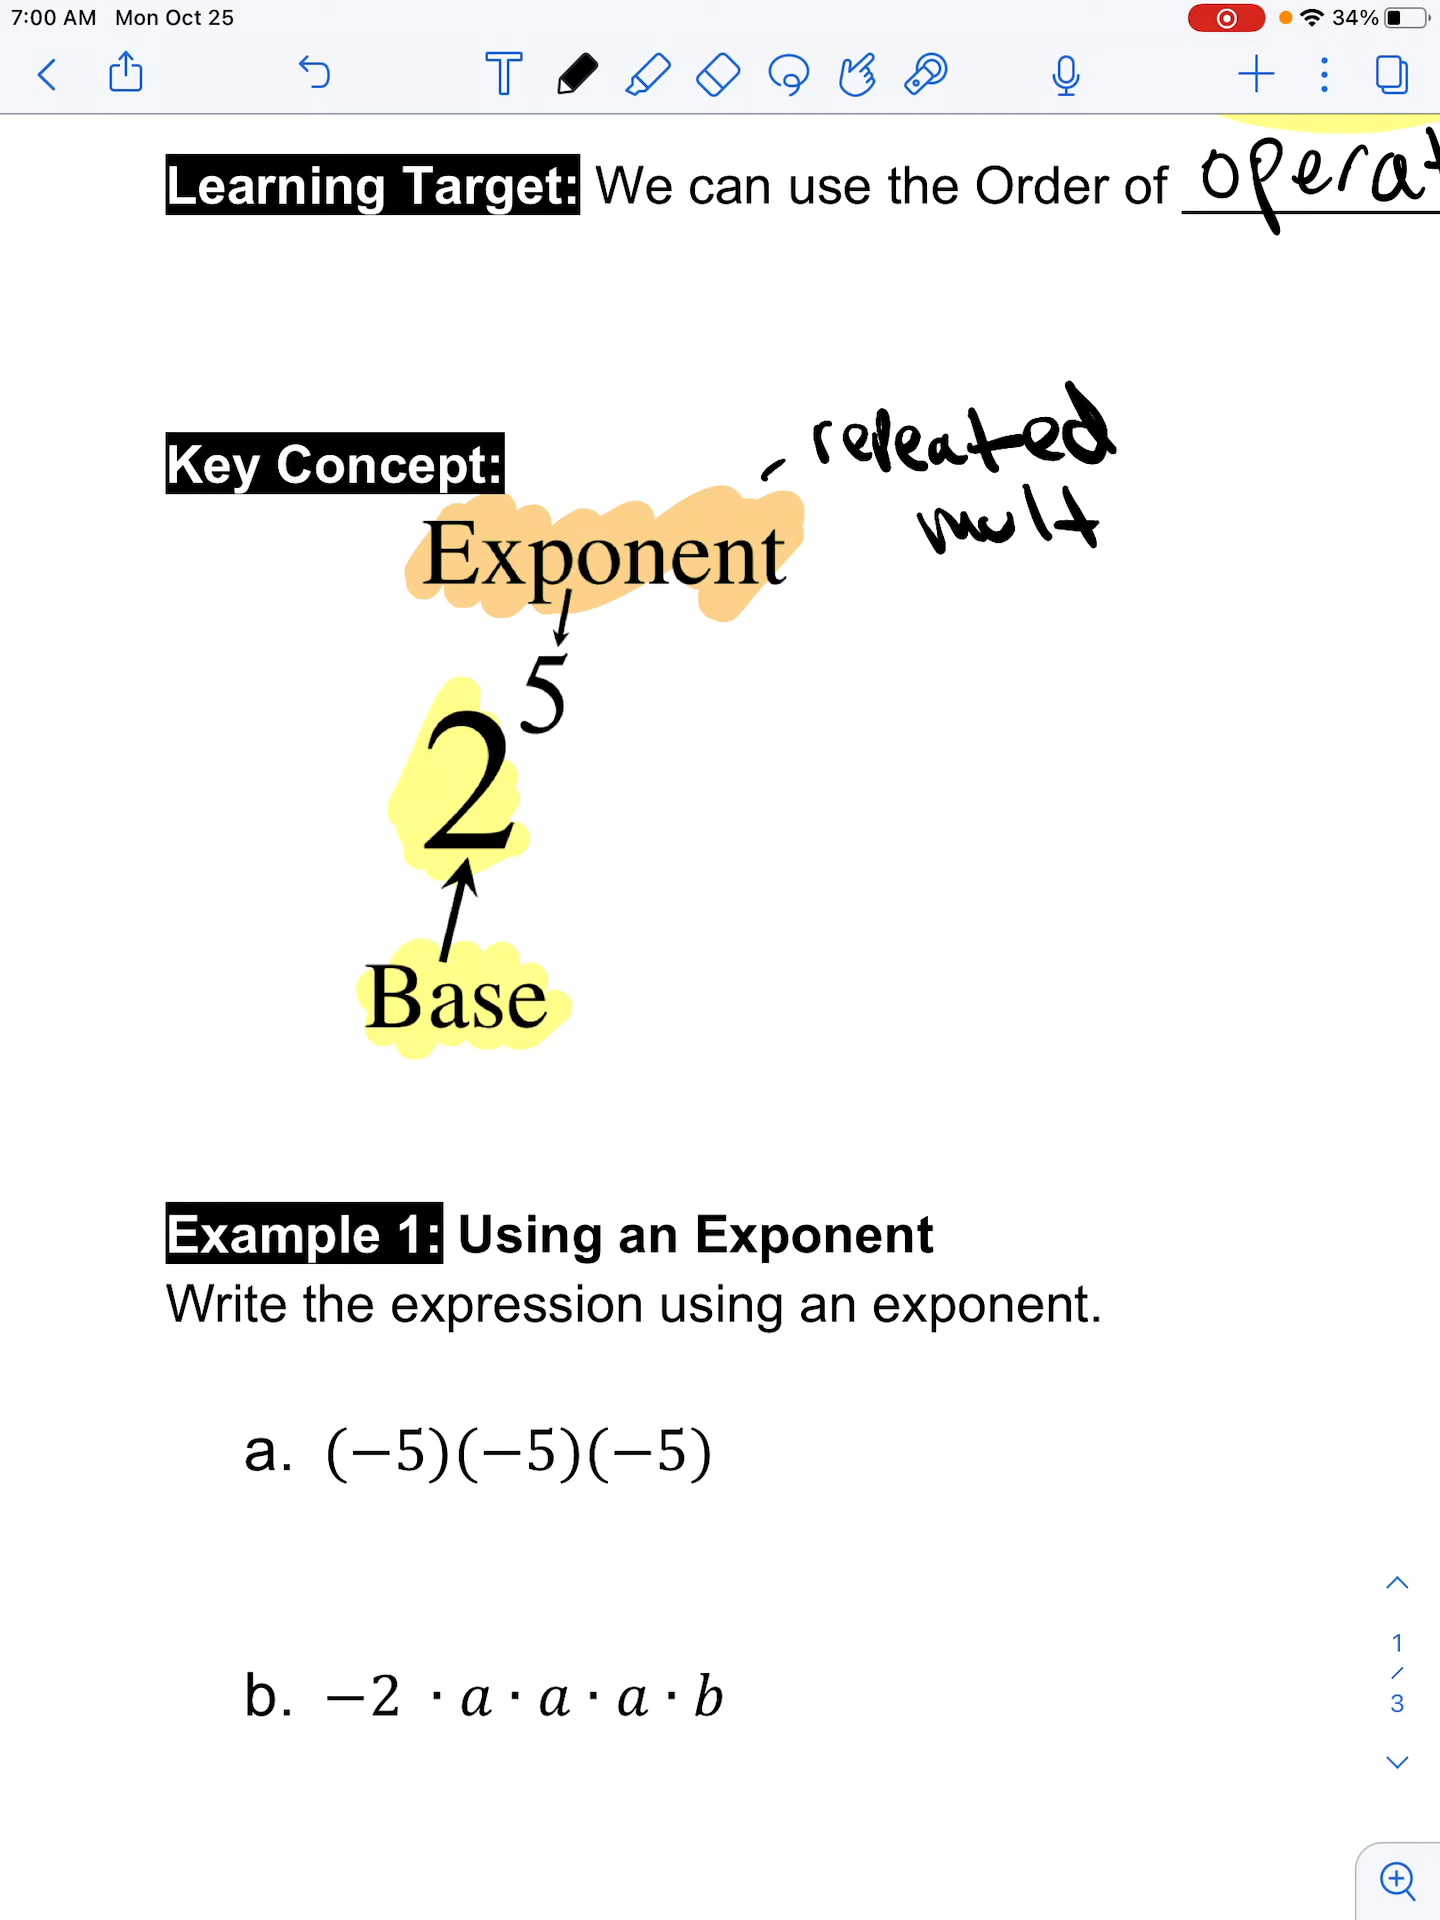 7:00 AM Mon Oct 25 34%
T
Learning Target: We can use the Order of operat
Key Concept:
repeated
mult
Exponent
5
2
Base
Example 1: Using an Exponent
Write the expression using an exponent.
a. (−5)(−5)(−5)
b. −2 · a · a · a · b
1
/
3